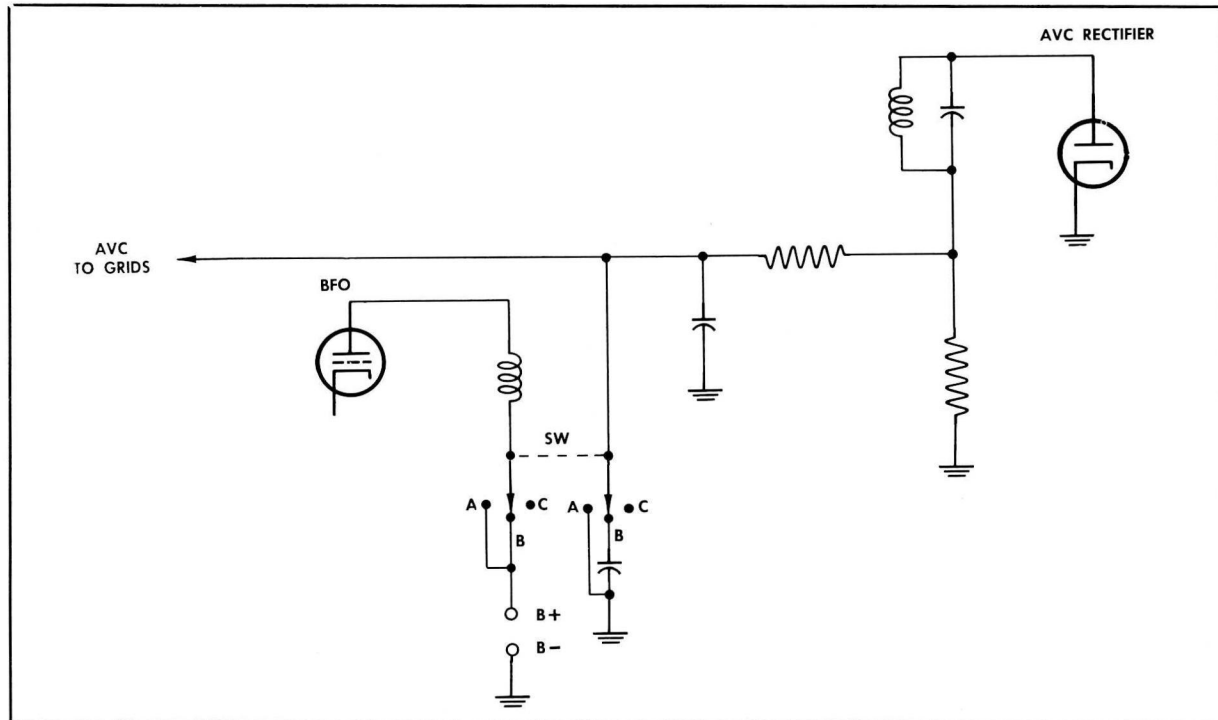 AVC RECTIFIER
AVC
TO GRIDS
BFO
SW
A
C
A
C
B
B
B+
B−